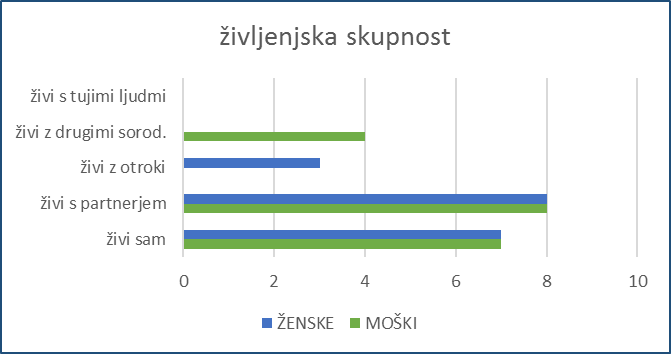 življenjska skupnost
živi s tujimi ljudmi
živi z drugimi sorod.
živi z otroki
živi s partnerjem
živi sam
0 2 4 6 8 10
ŽENSKE MOŠKI